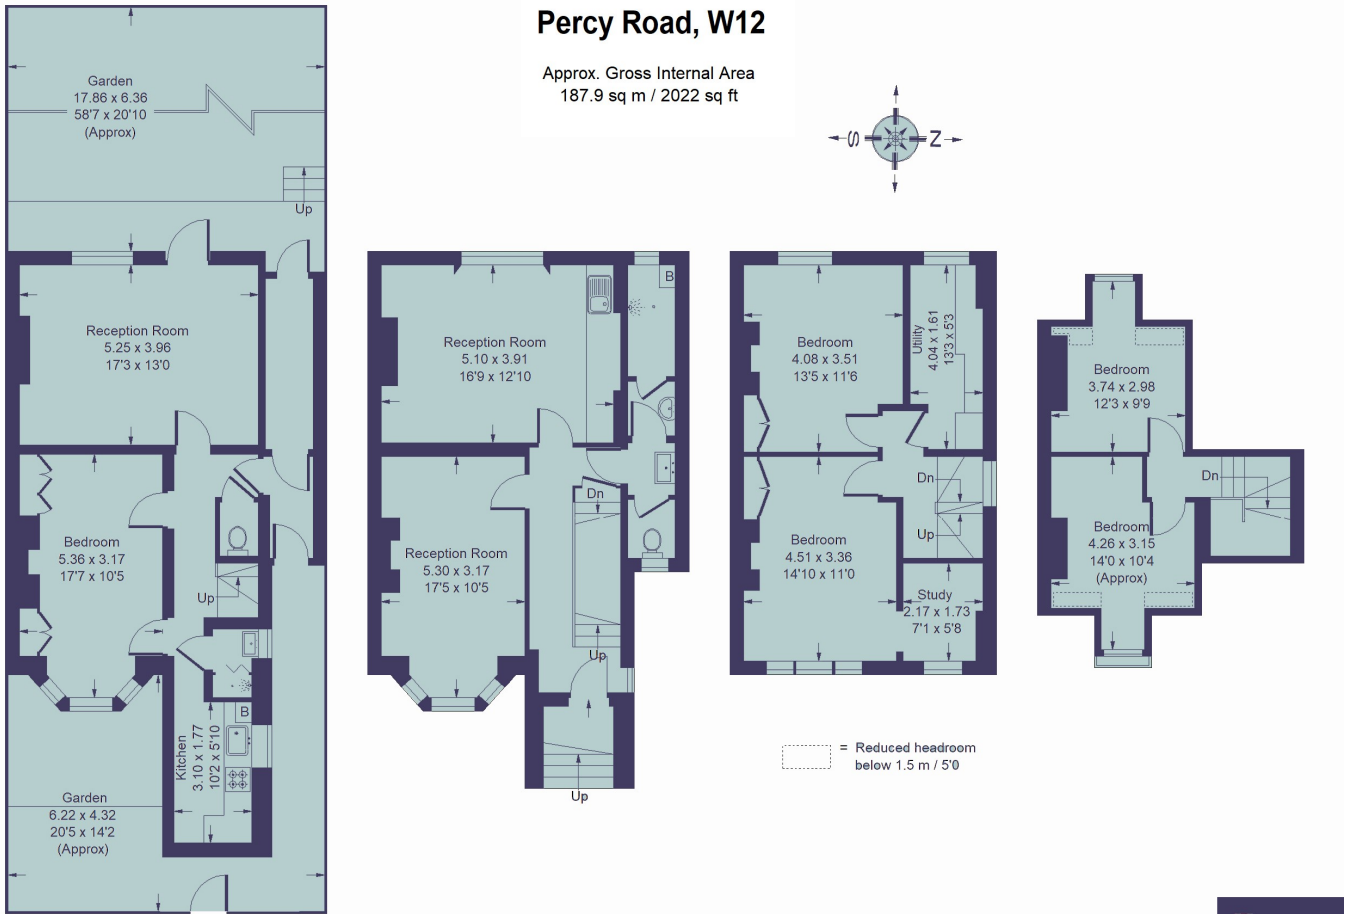 Percy Road, W12
Approx. Gross Internal Area
187.9 sq m / 2022 sq ft
S
N
Garden
17.86 x 6.36
58'7 x 20'10
(Approx)
Up
Reception Room
5.25 x 3.96
17'3 x 13'0
Bedroom
5.36 x 3.17
17'7 x 10'5
Up
B
Kitchen
3.10 x 1.77
10'2 x 5'10
Garden
6.22 x 4.32
20'5 x 14'2
(Approx)
B
Reception Room
5.10 x 3.91
16'9 x 12'10
Dn
Reception Room
5.30 x 3.17
17'5 x 10'5
Up
Up
Bedroom
4.08 x 3.51
13'5 x 11'6
Utility
4.04 x 1.61
13'3 x 5'3
Dn
Up
Bedroom
4.51 x 3.36
14'10 x 11'0
Study
2.17 x 1.73
7'1 x 5'8
Bedroom
3.74 x 2.98
12'3 x 9'9
Dn
Bedroom
4.26 x 3.15
14'0 x 10'4
(Approx)
= Reduced headroom
below 1.5 m / 5'0